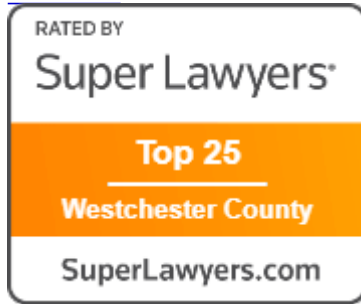 RATED BY
Super Lawyers®
Top 25
Westchester County
SuperLawyers.com